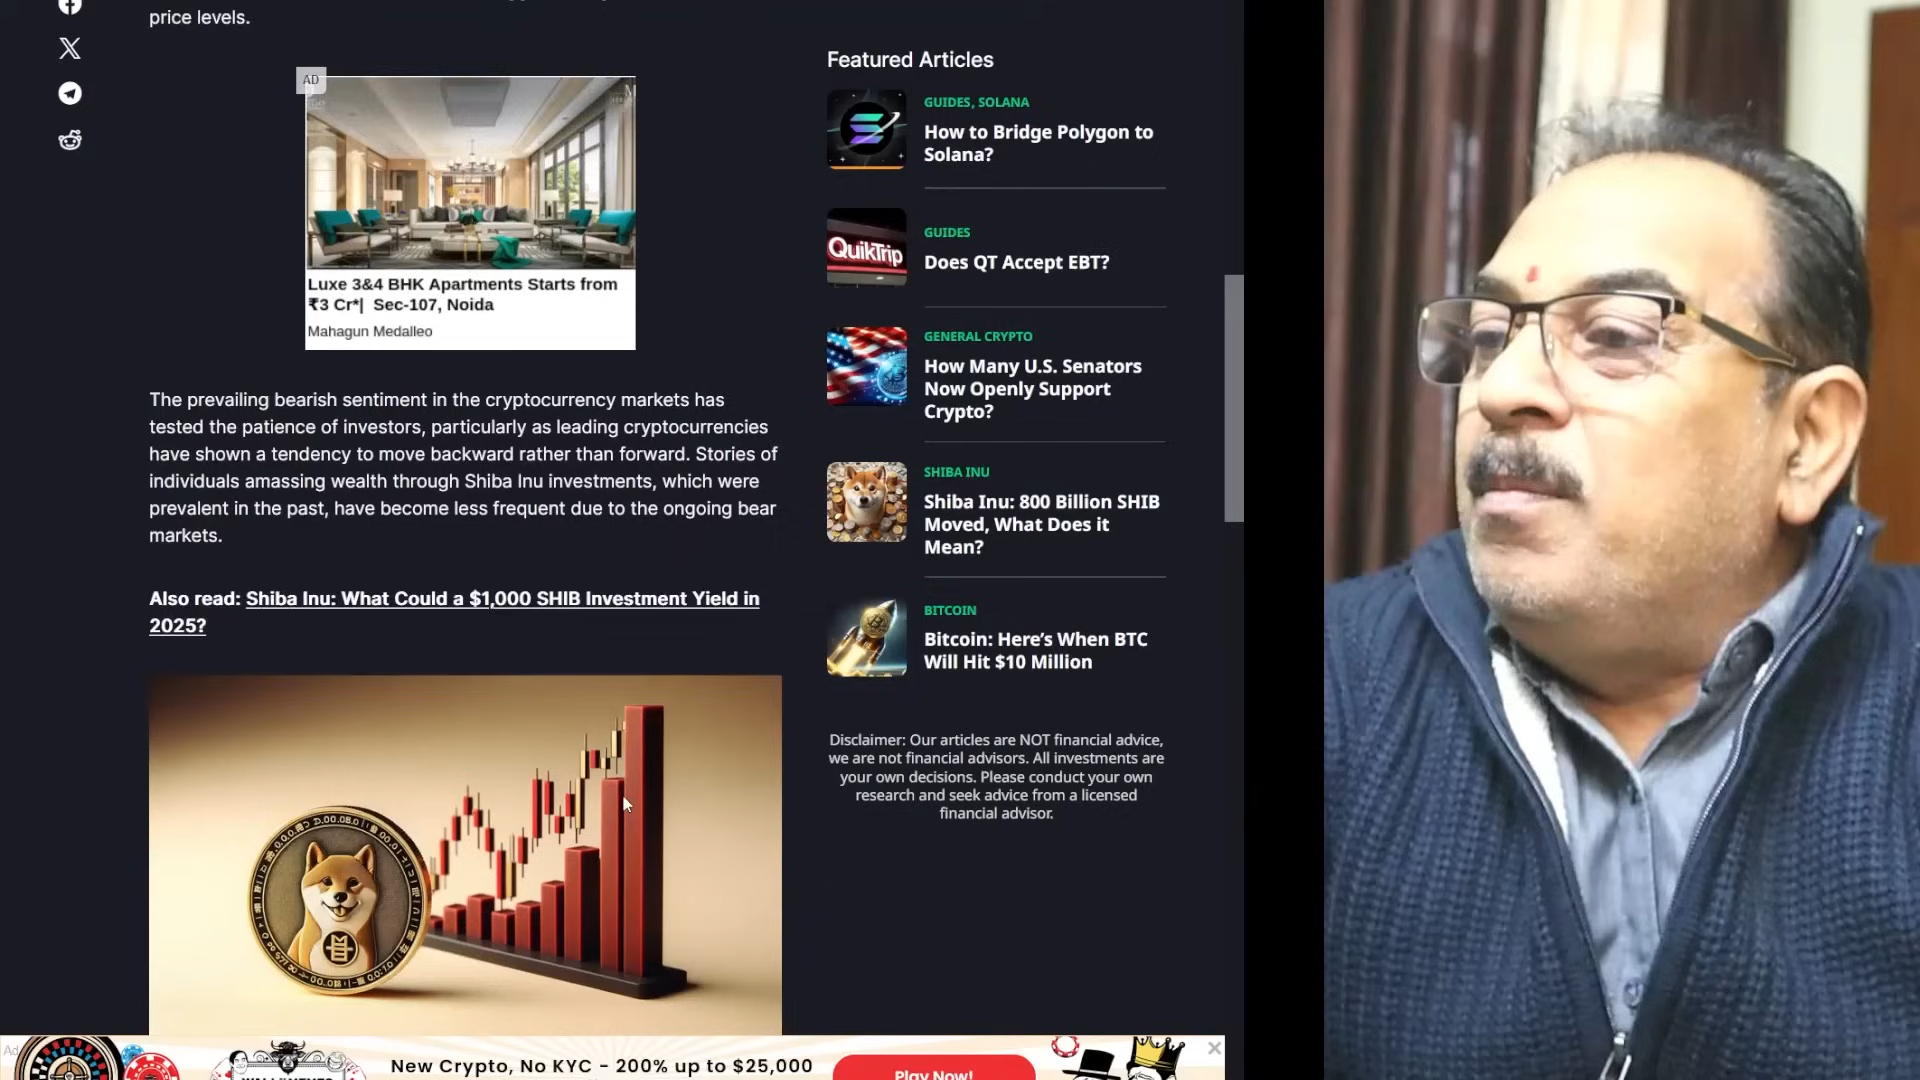 price levels.
AD
Luxe 3&4 BHK Apartments Starts from
₹3 Cr*| Sec-107, Noida
Mahagun Medalleo
The prevailing bearish sentiment in the cryptocurrency markets has
tested the patience of investors, particularly as leading cryptocurrencies
have shown a tendency to move backward rather than forward. Stories of
individuals amassing wealth through Shiba Inu investments, which were
prevalent in the past, have become less frequent due to the ongoing bear
markets.
Also read: Shiba Inu: What Could a $1,000 SHIB Investment Yield in
2025?
Featured Articles
GUIDES, SOLANA
How to Bridge Polygon to
Solana?
QuikTrip
GUIDES
Does QT Accept EBT?
GENERAL CRYPTO
How Many U.S. Senators
Now Openly Support
Crypto?
SHIBA INU
Shiba Inu: 800 Billion SHIB
Moved, What Does it
Mean?
BITCOIN
Bitcoin: Here's When BTC
Will Hit $10 Million
Disclaimer: Our articles are NOT financial advice,
we are not financial advisors. All investments are
your own decisions. Please conduct your own
research and seek advice from a licensed
financial advisor.
Ad
New Crypto, No KYC - 200% up to $25,000
Play Now!